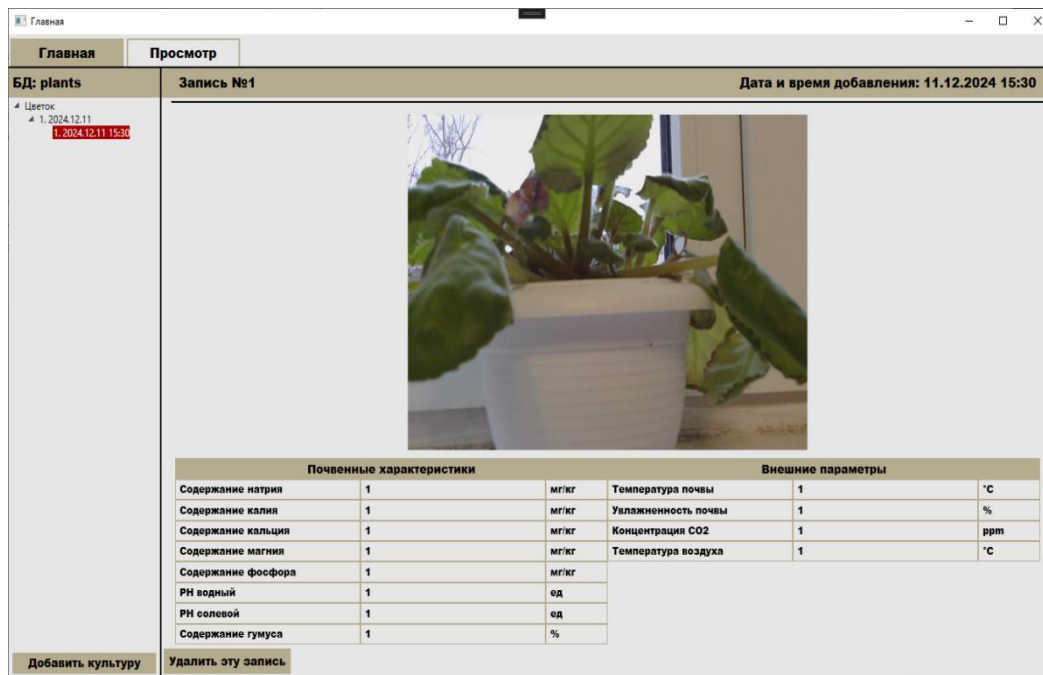 Главная
Главная Просмотр
БД: plants
Запись №1 Дата и время добавления: 11.12.2024 15:30
Цветок
1. 2024.12.11
1. 2024.12.11 15:30
Почвенные характеристики Внешние параметры
Содержание натрия 1 мг/кг Температура почвы 1 °C
Содержание калия 1 мг/кг Увлажненность почвы 1 %
Содержание кальция 1 мг/кг Концентрация CO2 1 ppm
Содержание магния 1 мг/кг Температура воздуха 1 °C
Содержание фосфора 1 мг/кг
PH водный 1 ед
PH солевой 1 ед
Содержание гумуса 1 %
Добавить культуру Удалить эту запись